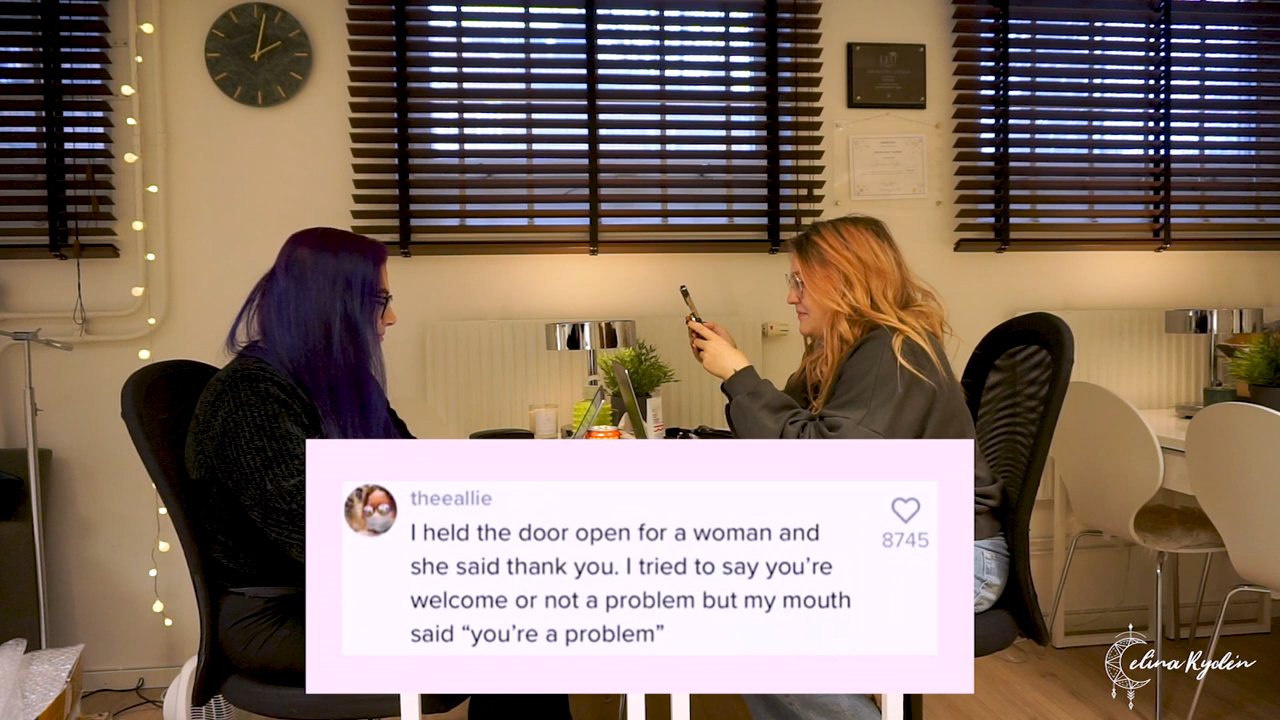 theeallie
I held the door open for a woman and
she said thank you. I tried to say you're
welcome or not a problem but my mouth
said “you're a problem”
8745
Celina Rydén